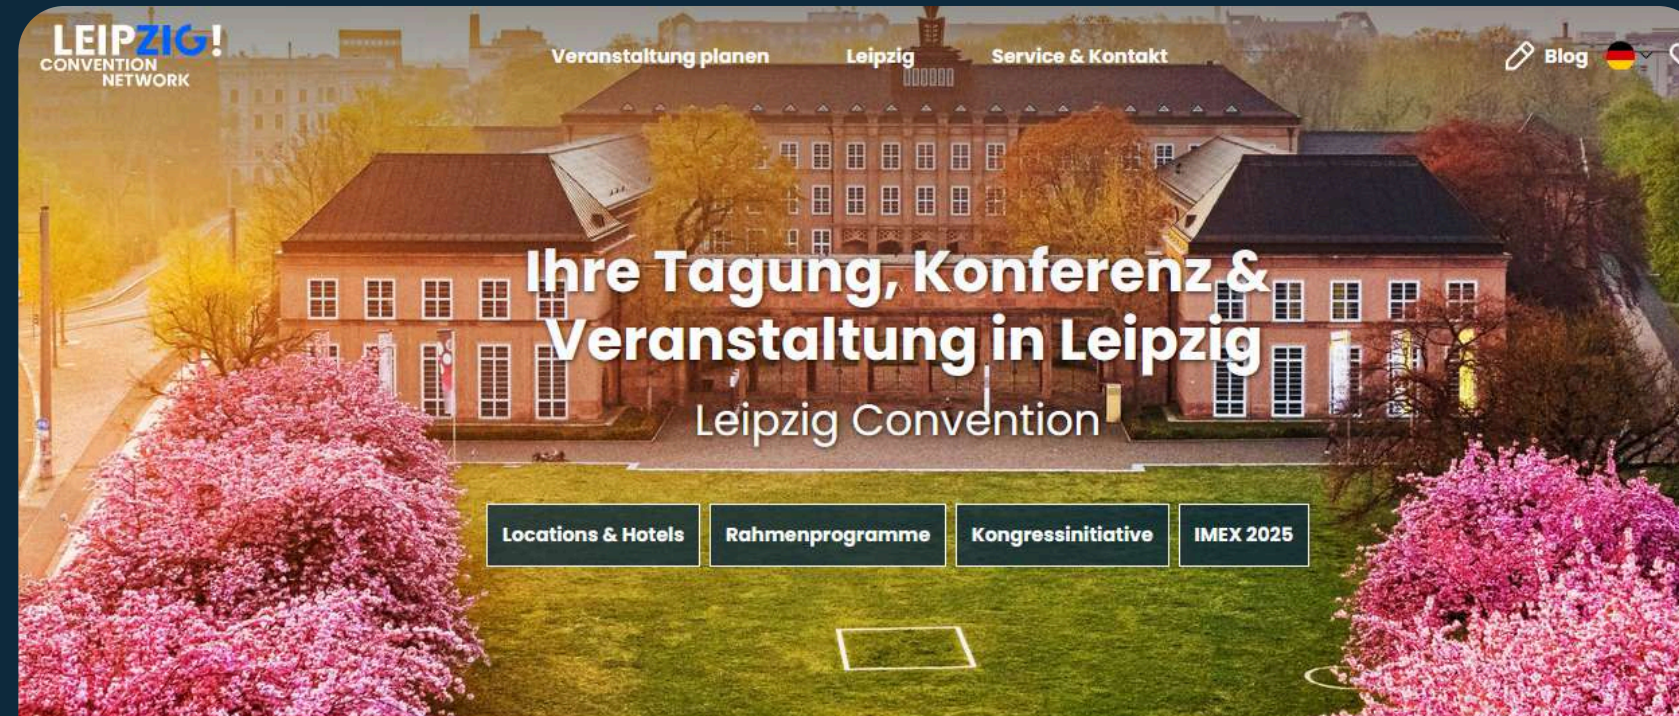 LEIPZIG!
CONVENTION
NETWORK
Veranstaltung planen
Leipzig
Service & Kontakt
Blog
Ihre Tagung, Konferenz &
Veranstaltung in Leipzig
Leipzig Convention
Locations & Hotels
Rahmenprogramme
Kongressinitiative
IMEX 2025